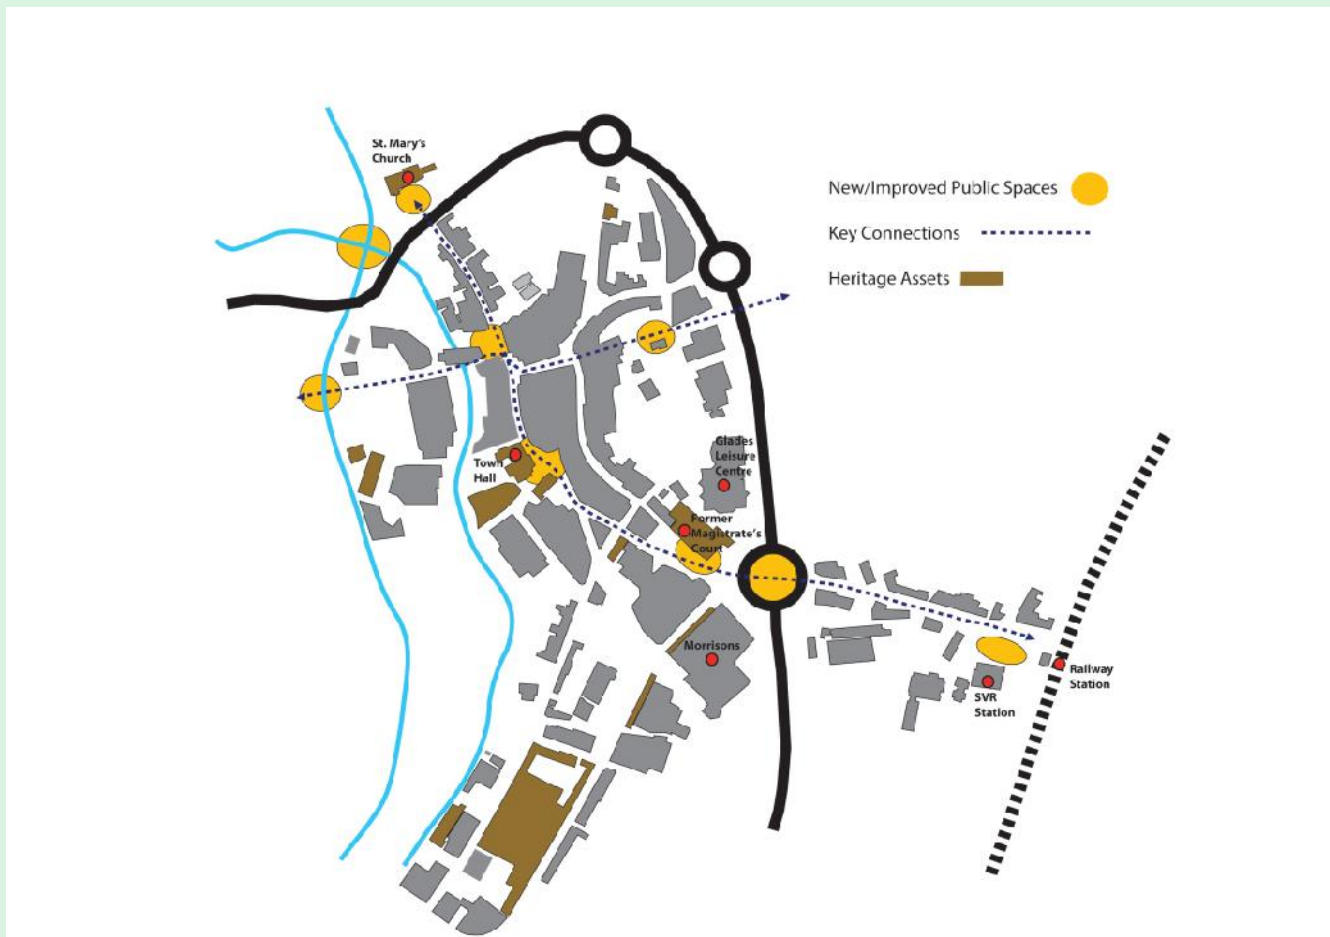 St. Mary's
Church
New/Improved Public Spaces
Key Connections
Heritage Assets
Glades
Leisure
Centre
Town
Hall
Former
Magistrate's
Court
Morrisons
Railway
Station
SVR
Station